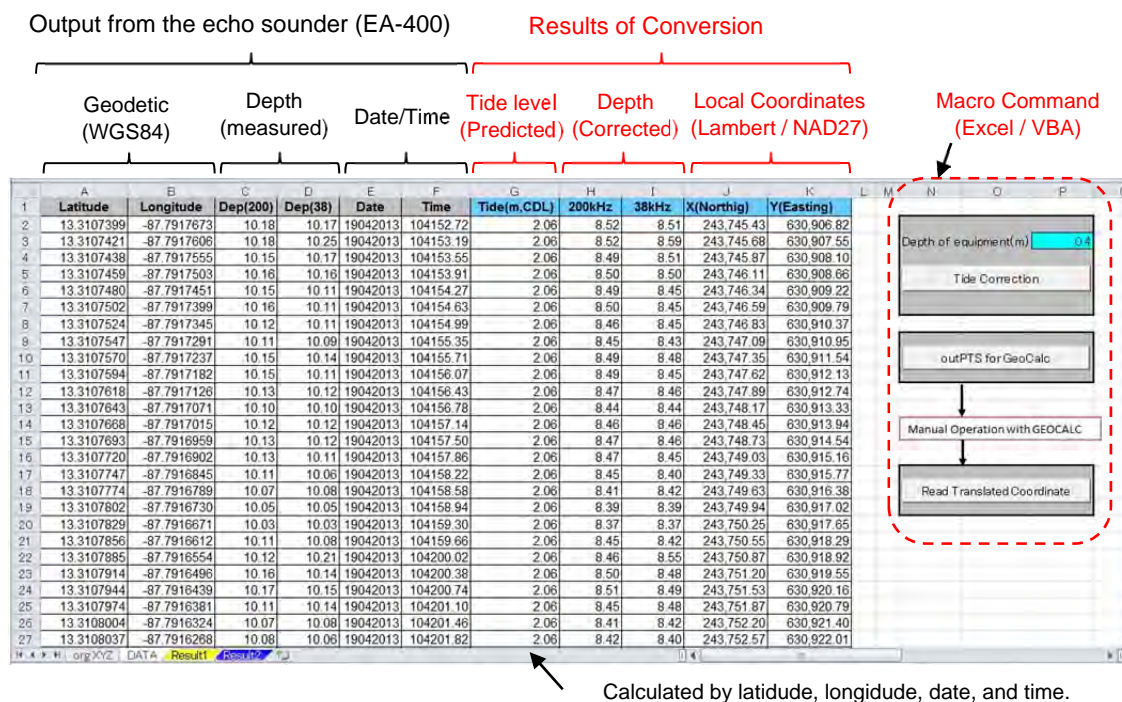 Output from the echo sounder (EA-400)
Results of Conversion
Geodetic
(WGS84)
Depth
(measured)
Date/Time
Tide level
(Predicted)
Depth
(Corrected)
Local Coordinates
(Lambert / NAD27)
Macro Command
(Excel / VBA)
A B C D E F G H I J K L M N O P
1 Latitude Longitude Dep(200) Dep(38) Date Time Tide(m,CDL) 200kHz 38kHz X(Northig) Y(Easting)
2 13.3107399 -87.7917673 10.18 10.17 19042013 104152.72 2.06 8.52 8.51 243,745.43 630,906.82
3 13.3107421 -87.7917606 10.18 10.25 19042013 104153.19 2.06 8.52 8.59 243,745.68 630,907.55
4 13.3107438 -87.7917555 10.15 10.17 19042013 104153.55 2.06 8.49 8.51 243,745.87 630,908.10
5 13.3107459 -87.7917503 10.16 10.16 19042013 104153.91 2.06 8.50 8.50 243,746.11 630,908.66
6 13.3107480 -87.7917451 10.15 10.11 19042013 104154.27 2.06 8.49 8.45 243,746.34 630,909.22
7 13.3107502 -87.7917399 10.16 10.11 19042013 104154.63 2.06 8.50 8.45 243,746.59 630,909.79
8 13.3107524 -87.7917345 10.12 10.11 19042013 104154.99 2.06 8.46 8.45 243,746.83 630,910.37
9 13.3107547 -87.7917291 10.11 10.09 19042013 104155.35 2.06 8.45 8.43 243,747.09 630,910.95
10 13.3107570 -87.7917237 10.15 10.14 19042013 104155.71 2.06 8.49 8.48 243,747.35 630,911.54
11 13.3107594 -87.7917182 10.15 10.11 19042013 104156.07 2.06 8.49 8.45 243,747.62 630,912.13
12 13.3107618 -87.7917126 10.13 10.12 19042013 104156.43 2.06 8.47 8.46 243,747.89 630,912.74
13 13.3107643 -87.7917071 10.10 10.10 19042013 104156.78 2.06 8.44 8.44 243,748.17 630,913.33
14 13.3107668 -87.7917015 10.12 10.12 19042013 104157.14 2.06 8.46 8.46 243,748.45 630,913.94
15 13.3107693 -87.7916959 10.13 10.12 19042013 104157.50 2.06 8.47 8.46 243,748.73 630,914.54
16 13.3107720 -87.7916902 10.13 10.11 19042013 104157.86 2.06 8.47 8.45 243,749.03 630,915.16
17 13.3107747 -87.7916845 10.11 10.06 19042013 104158.22 2.06 8.45 8.40 243,749.33 630,915.77
18 13.3107774 -87.7916789 10.07 10.08 19042013 104158.58 2.06 8.41 8.42 243,749.63 630,916.38
19 13.3107802 -87.7916730 10.05 10.05 19042013 104158.94 2.06 8.39 8.39 243,749.94 630,917.02
20 13.3107829 -87.7916671 10.03 10.03 19042013 104159.30 2.06 8.37 8.37 243,750.25 630,917.65
21 13.3107856 -87.7916612 10.11 10.08 19042013 104159.66 2.06 8.45 8.42 243,750.55 630,918.29
22 13.3107885 -87.7916554 10.12 10.21 19042013 104200.02 2.06 8.46 8.55 243,750.87 630,918.92
23 13.3107914 -87.7916496 10.16 10.14 19042013 104200.38 2.06 8.50 8.48 243,751.20 630,919.55
24 13.3107944 -87.7916439 10.17 10.15 19042013 104200.74 2.06 8.51 8.49 243,751.53 630,920.16
25 13.3107974 -87.7916381 10.11 10.14 19042013 104201.10 2.06 8.45 8.48 243,751.87 630,920.79
26 13.3108004 -87.7916324 10.07 10.08 19042013 104201.46 2.06 8.41 8.42 243,752.20 630,921.40
27 13.3108037 -87.7916268 10.08 10.06 19042013 104201.82 2.06 8.42 8.40 243,752.57 630,922.01
Depth of equipment(m) 0.4
Tide Correction
outPTS for GeoCalc
Manual Operation with GEOCALC
Read Translated Coordinate
orgXYZ DATA Result1 Result2
Calculated by latidude, longidude, date, and time.